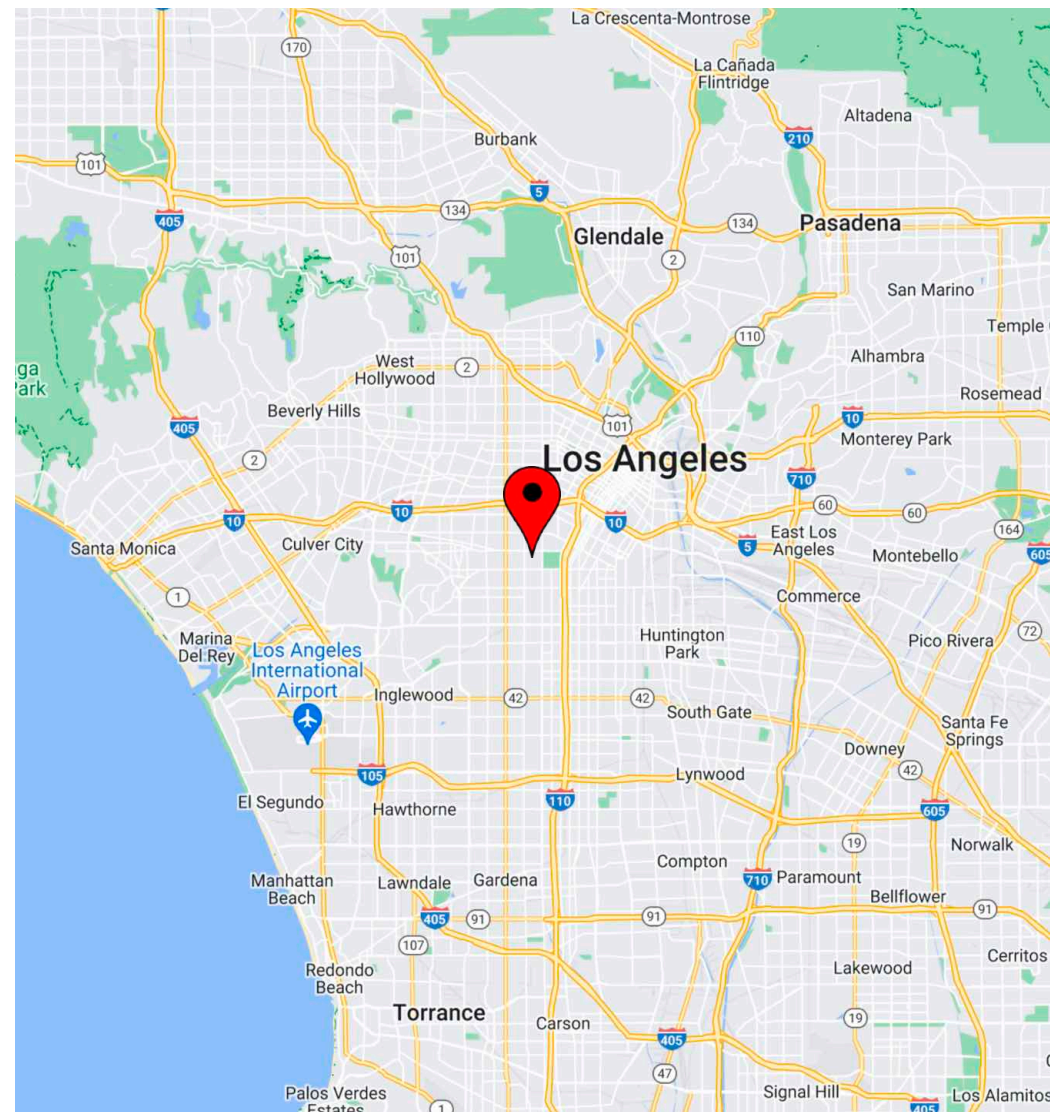 La Crescenta-Montrose
170
La Cañada
Flintridge
Altadena
Burbank
210
101
5
405
134
134
Pasadena
Glendale
101
2
San Marino
Temple
110
West
Hollywood
2
Alhambra
ga
Park
Rosemead
Beverly Hills
405
101
10
Monterey Park
2
Los Angeles
710
10
10
10
60
60
164
East Los
Angeles
Santa Monica
Culver City
5
Montebello
605
1
Commerce
Marina
Del Rey
Huntington
Park
72
Pico Rivera
Los Angeles
International
Airport
Inglewood
42
42
South Gate
Santa Fe
Springs
Downey
42
105
Lynwood
El Segundo
Hawthorne
110
605
19
Norwalk
Compton
Manhattan
Beach
Lawndale
Gardena
710
Paramount
Bellflower
405
91
91
91
107
Cerritos
Redondo
Beach
Lakewood
Torrance
Carson
19
405
47
Signal Hill
Palos Verdes
Estates
1
405
Los Alamitos